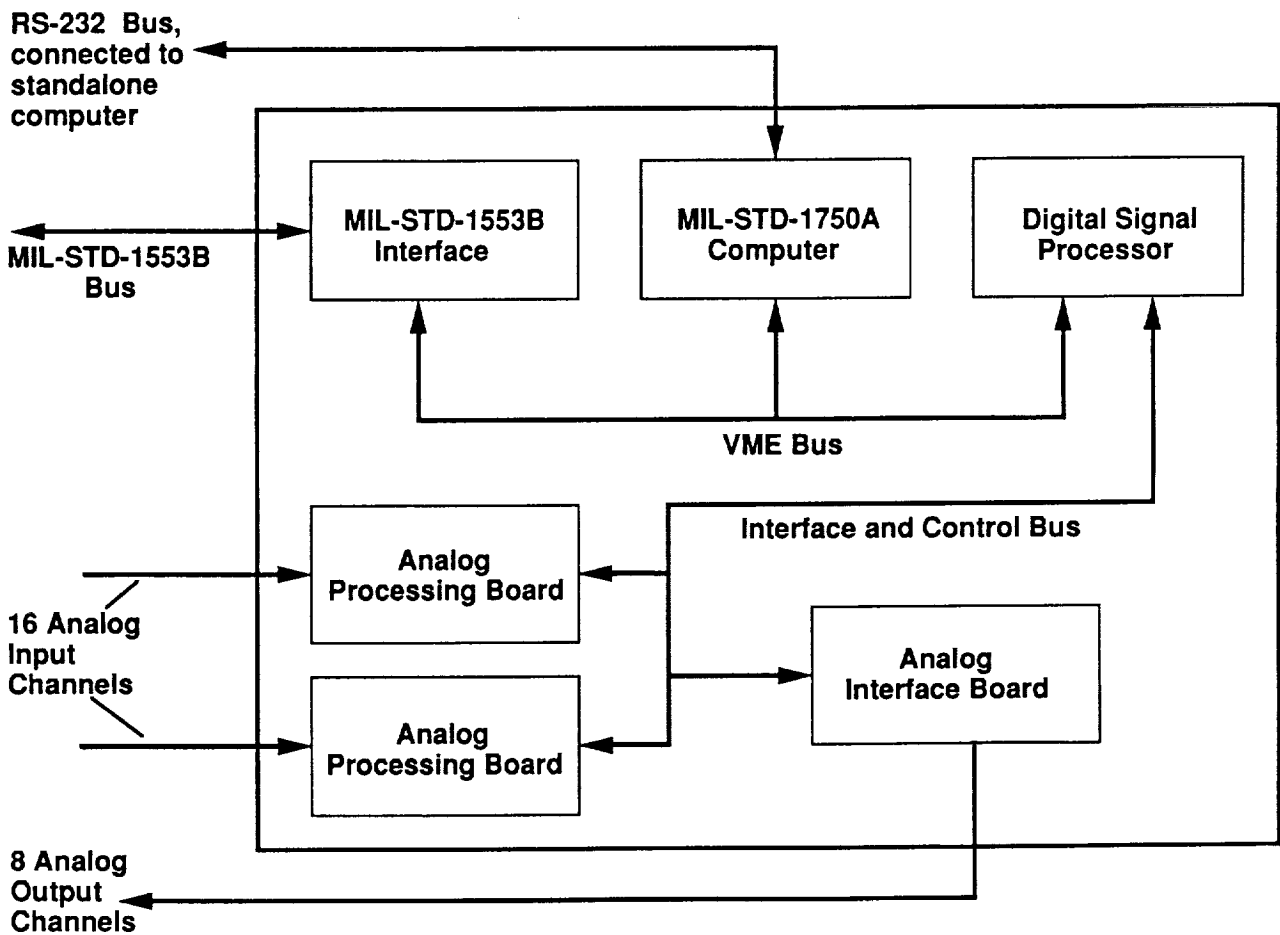 RS-232 Bus,
connected to
standalone
computer
MIL-STD-1553B
Interface
MIL-STD-1750A
Computer
Digital Signal
Processor
MIL-STD-1553B
Bus
VME Bus
Interface and Control Bus
Analog
Processing Board
16 Analog
Input
Channels
Analog
Interface Board
Analog
Processing Board
8 Analog
Output
Channels